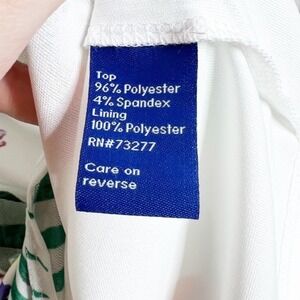 Top
96% Polyester
4% Spandex
Lining
100% Polyester
RN#73277
Care on
reverse